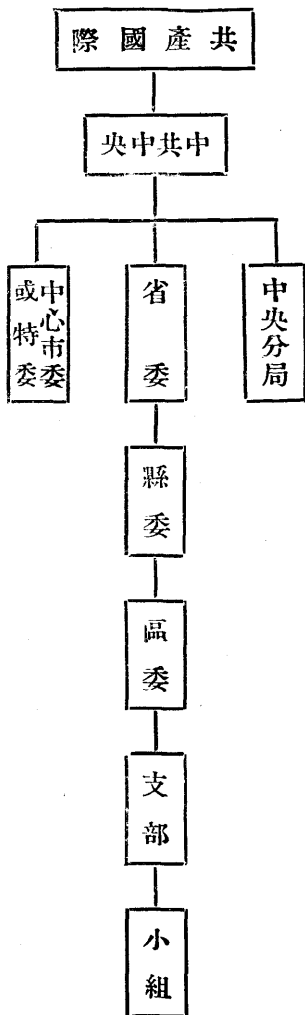 共產國際
中共中央
中央分局
省委
中心市委
或特委
縣委
區委
支部
小組